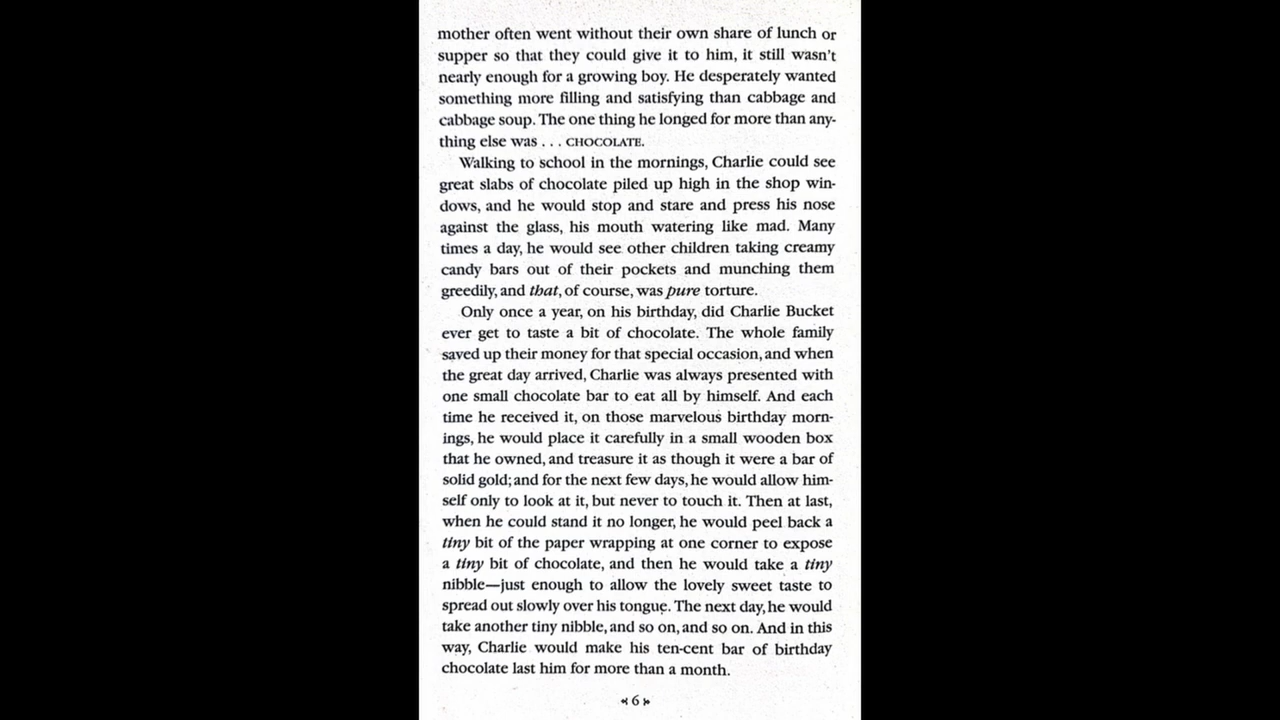 mother often went without their own share of lunch or
supper so that they could give it to him, it still wasn't
nearly enough for a growing boy. He desperately wanted
something more filling and satisfying than cabbage and
cabbage soup. The one thing he longed for more than any-
thing else was . . . CHOCOLATE.
Walking to school in the mornings, Charlie could see
great slabs of chocolate piled up high in the shop win-
dows, and he would stop and stare and press his nose
against the glass, his mouth watering like mad. Many
times a day, he would see other children taking creamy
candy bars out of their pockets and munching them
greedily, and that, of course, was pure torture.
Only once a year, on his birthday, did Charlie Bucket
ever get to taste a bit of chocolate. The whole family
saved up their money for that special occasion, and when
the great day arrived, Charlie was always presented with
one small chocolate bar to eat all by himself. And each
time he received it, on those marvelous birthday morn-
ings, he would place it carefully in a small wooden box
that he owned, and treasure it as though it were a bar of
solid gold; and for the next few days, he would allow him-
self only to look at it, but never to touch it. Then at last,
when he could stand it no longer, he would peel back a
tiny bit of the paper wrapping at one corner to expose
a tiny bit of chocolate, and then he would take a tiny
nibble—just enough to allow the lovely sweet taste to
spread out slowly over his tongue. The next day, he would
take another tiny nibble, and so on, and so on. And in this
way, Charlie would make his ten-cent bar of birthday
chocolate last him for more than a month.
6